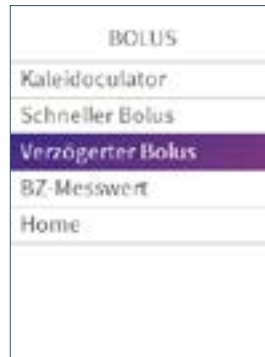 BOLUS
Kaleidoculator
Schneller Bolus
Verzögerter Bolus
BZ-Messwert
Home